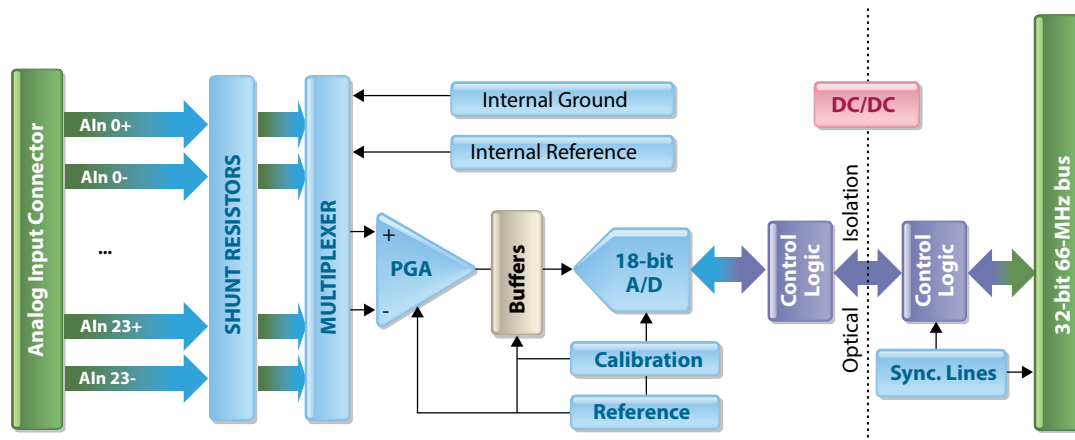 Analog Input Connector
AIn 0+
AIn 0-
...
AIn 23+
AIn 23-
SHUNT RESISTORS
MULTIPLEXER
Internal Ground
Internal Reference
+
PGA
-
Buffers
18-bit
A/D
Calibration
Reference
DC/DC
Control
Logic
Optical
Isolation
Control
Logic
Sync. Lines
32-bit 66-MHz bus